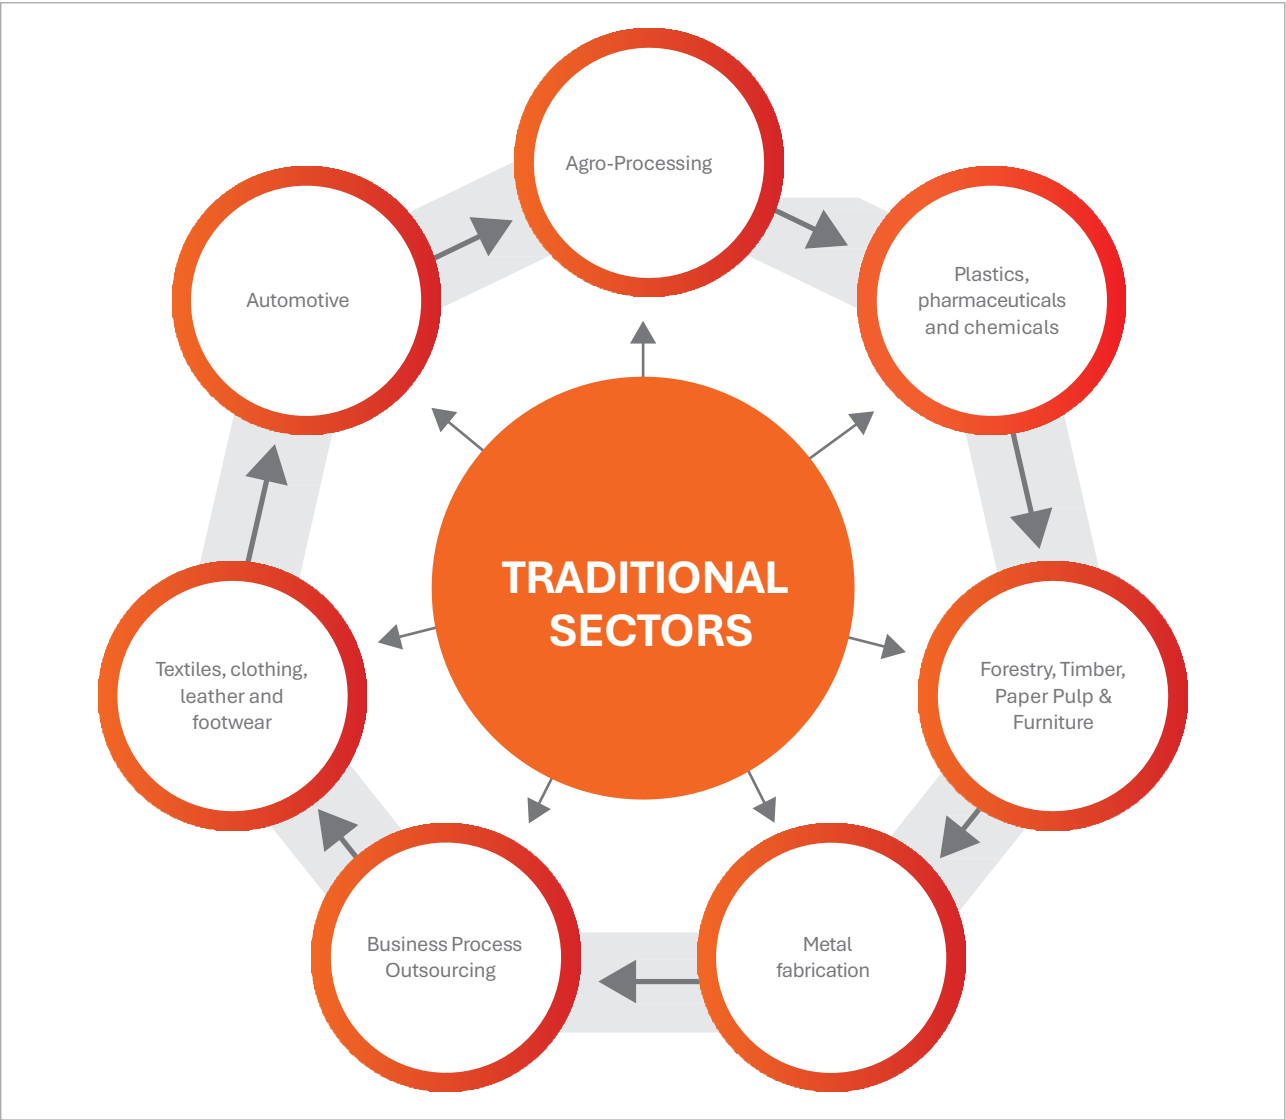 Agro-Processing
Plastics,
pharmaceuticals
and chemicals
Forestry, Timber,
Paper Pulp &
Furniture
Metal
fabrication
Business Process
Outsourcing
Textiles, clothing,
leather and
footwear
Automotive
TRADITIONAL
SECTORS